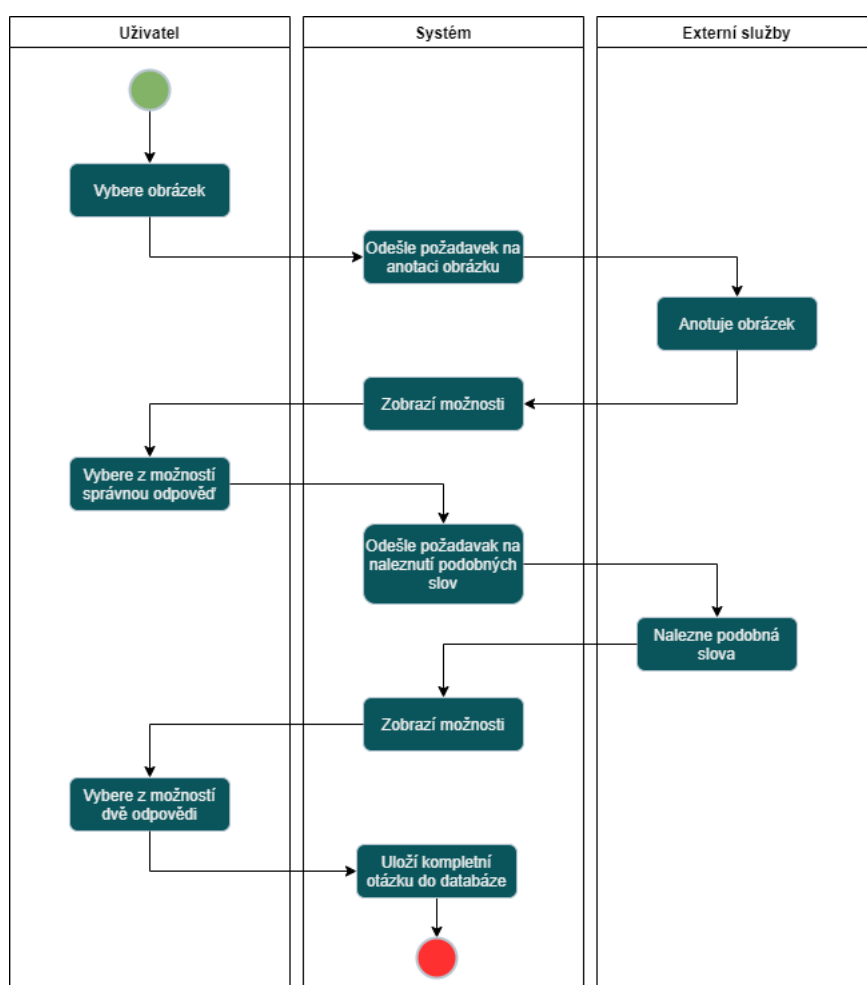 Uživatel
Systém
Externí služby
Vybere obrázek
Odešle požadavek na
anotaci obrázku
Anotuje obrázek
Zobrazí možnosti
Vybere z možností
správnou odpověď
Odešle požadavak na
naleznutí podobných
slov
Nalezne podobná
slova
Zobrazí možnosti
Vybere z možností
dvě odpovědi
Uloží kompletní
otázku do databáze